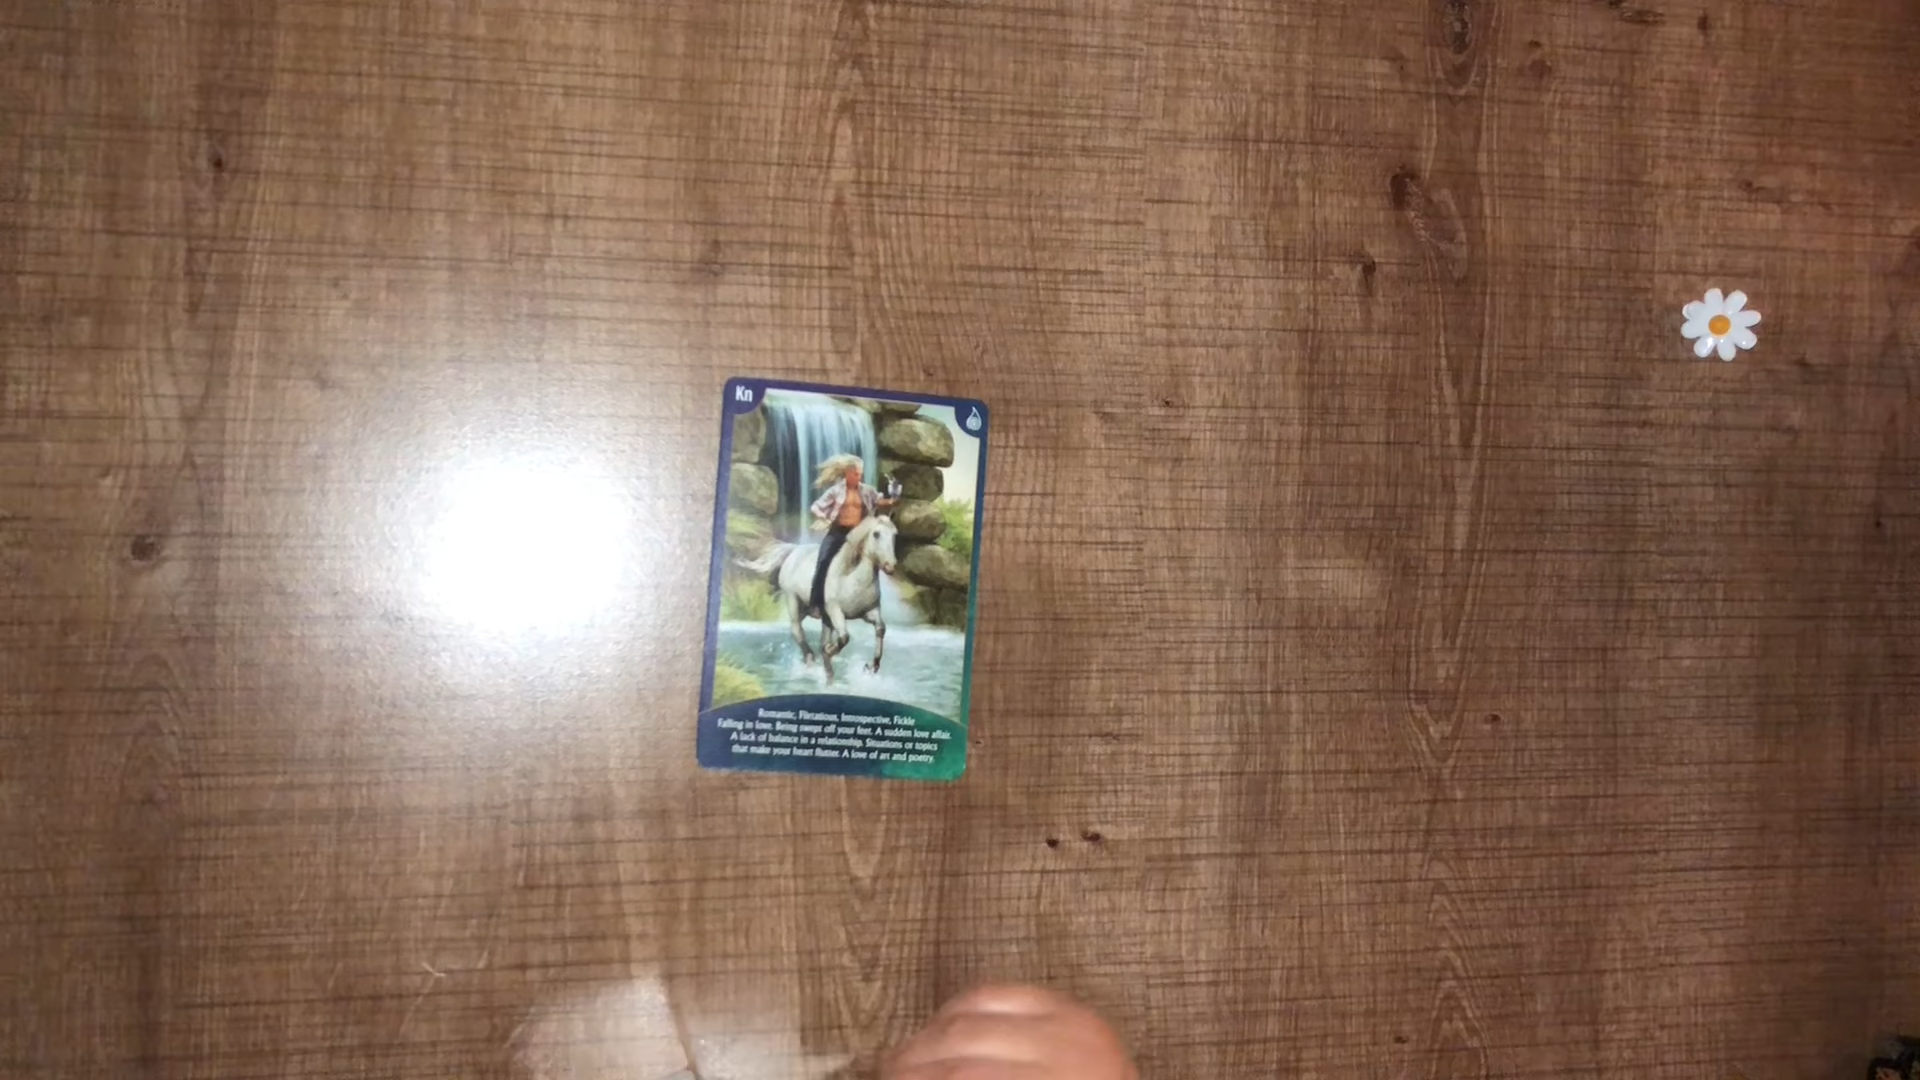 Kn
Romantic, Flirtatious, Introspective, Fickle
Falling in love. Being swept off your feet. A sudden love affair.
A lack of balance in a relationship. Situations or topics
that make your heart flutter. A love of art and poetry.